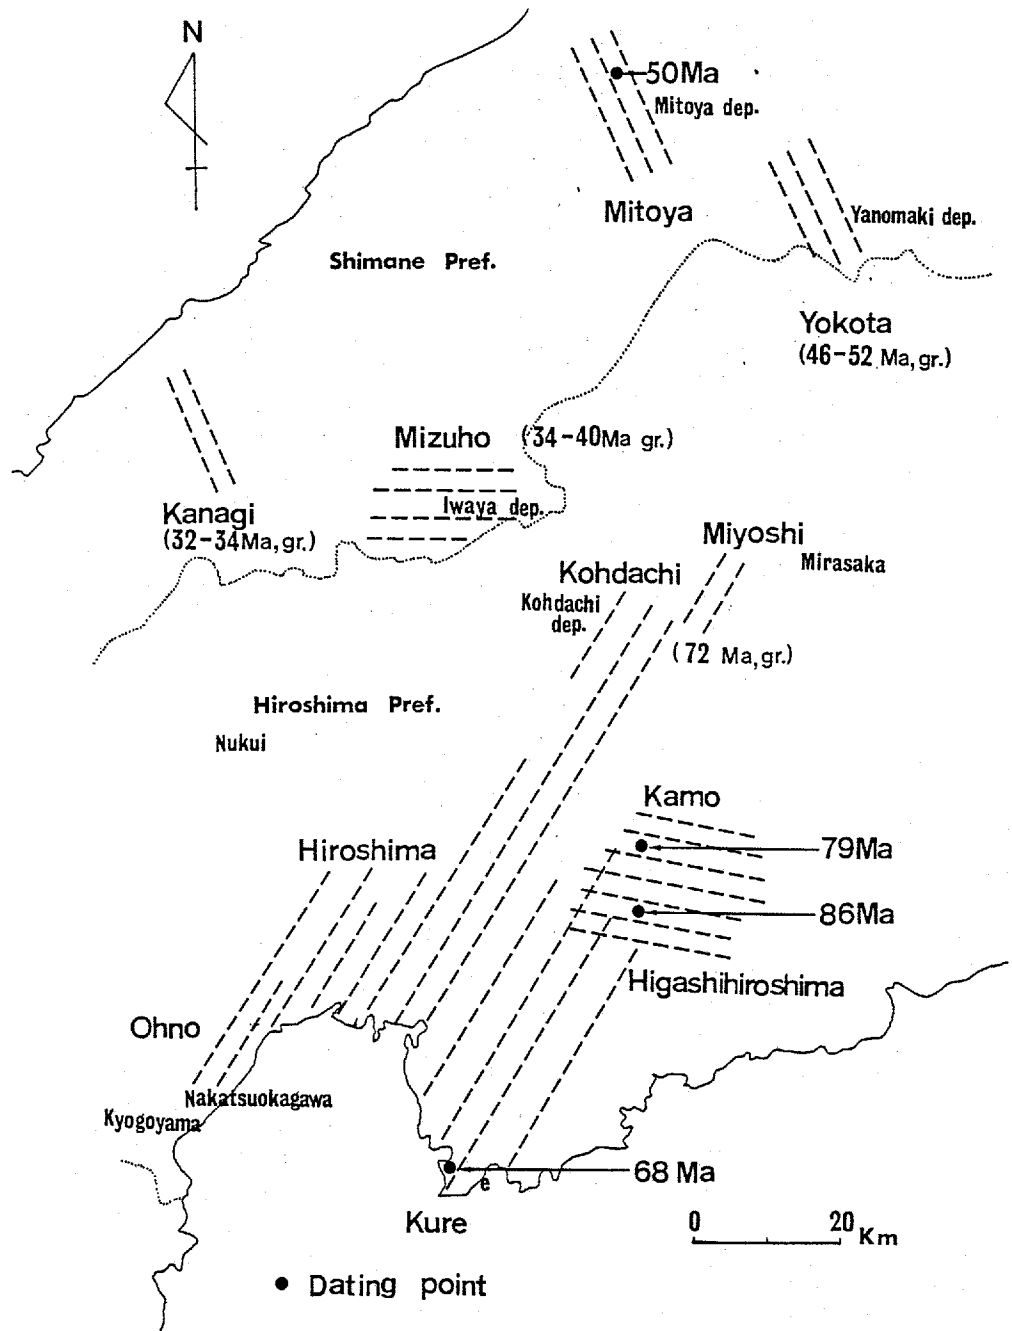 N
50Ma
Mitoya dep.
Mitoya
Yanomaki dep.
Shimane Pref.
Yokota
(46-52 Ma, gr.)
Mizuho (34-40Ma gr.)
Iwaya dep.
Kanagi
(32-34Ma, gr.)
Miyoshi
Mirasaka
Kohdachi
Kohdachi
dep.
(72 Ma, gr.)
Hiroshima Pref.
Nukui
Kamo
Hiroshima
79Ma
86Ma
Higashihiroshima
Ohno
Nakatsuokagawa
Kyogoyama
68 Ma
e
Kure
0 20 Km
Dating point